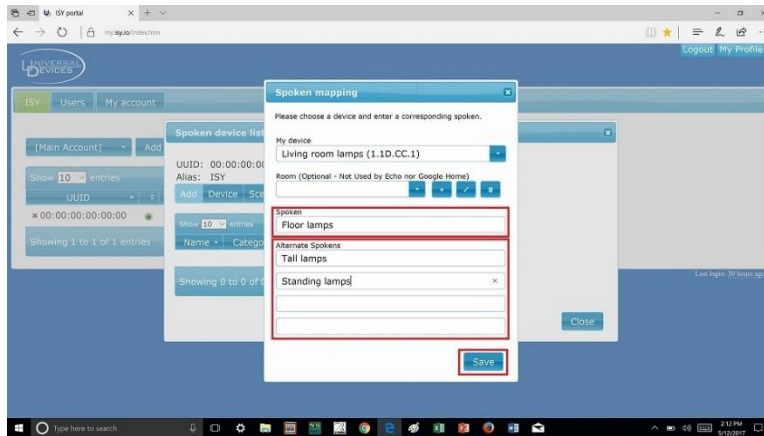 ISY portal
my.isy.io/index.htm
Logout My Profile
UNIVERSAL
DEVICES
ISY Users My account
[Main Account] Add
Show 10 entries
UUID
00:00:00:00:00:00
Showing 1 to 1 of 1 entries
Spoken device list
UUID: 00:00:00:00
Alias: ISY
Add Device Sce
Show 10 entries
Name Catego
Showing 0 to 0 of
Close
Spoken mapping
Please choose a device and enter a corresponding spoken.
My device
Living room lamps (1.1D.CC.1)
Room (Optional - Not Used by Echo nor Google Home)
Spoken
Floor lamps
Alternate Spokens
Tall lamps
Standing lamps
Save
Last login: 30 hours ago
Type here to search
2:12 PM
5/12/2017